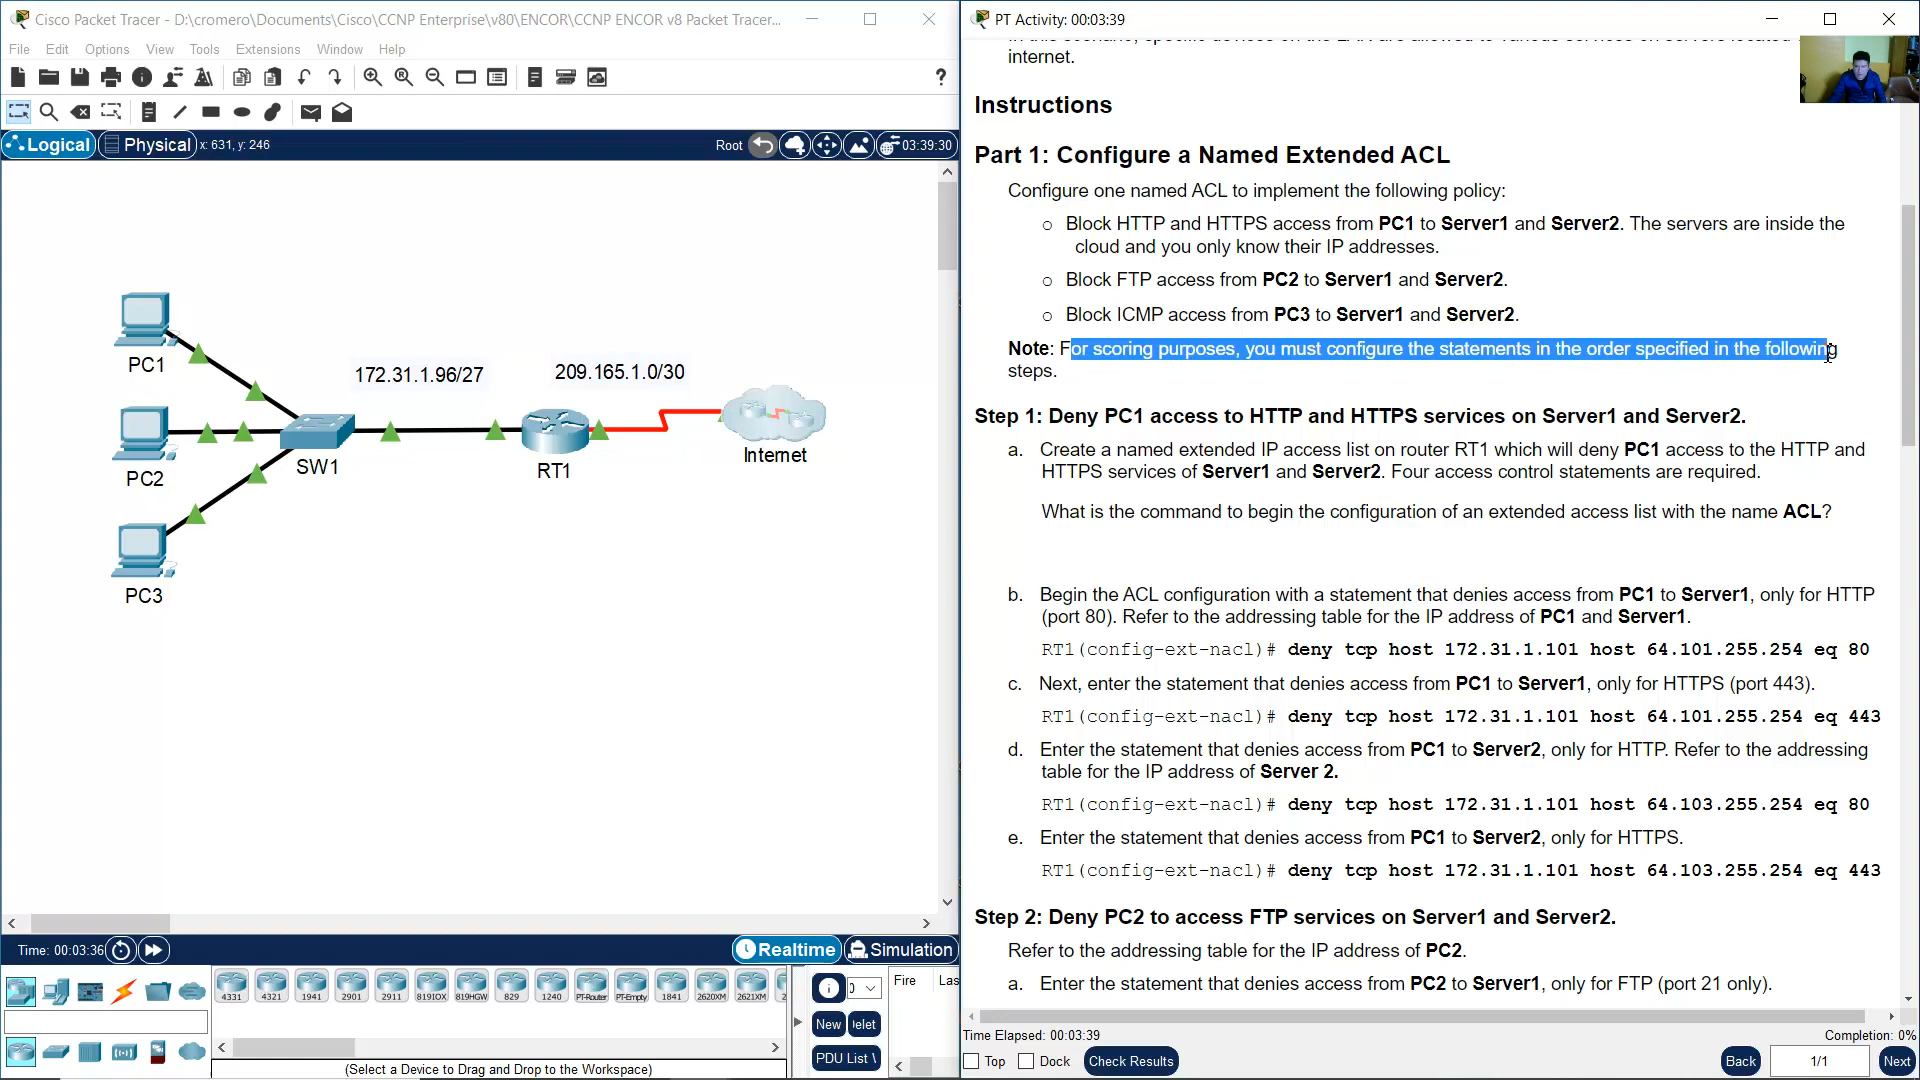 Cisco Packet Tracer - D:\cromero\Documents\Cisco\CCNP Enterprise\v80\ENCOR\CCNP ENCOR v8 Packet Tracer...
File Edit Options View Tools Extensions Window Help
Logical Physical x: 631, y: 246 Root 03:39:30
PC1
PC2
PC3
SW1
172.31.1.96/27
RT1
209.165.1.0/30
Internet
Time: 00:03:36 Realtime Simulation
4331 4321 1941 2901 2911 819IOX 819HGW 829 1240 PT-Router PT-Empty 1841 2620XM 2621XM 2
(Select a Device to Drag and Drop to the Workspace)
0
New elet
PDU List \
Fire Las
PT Activity: 00:03:39
internet.
Instructions
Part 1: Configure a Named Extended ACL
Configure one named ACL to implement the following policy:
o Block HTTP and HTTPS access from PC1 to Server1 and Server2. The servers are inside the
cloud and you only know their IP addresses.
o Block FTP access from PC2 to Server1 and Server2.
o Block ICMP access from PC3 to Server1 and Server2.
Note: For scoring purposes, you must configure the statements in the order specified in the following
steps.
Step 1: Deny PC1 access to HTTP and HTTPS services on Server1 and Server2.
a. Create a named extended IP access list on router RT1 which will deny PC1 access to the HTTP and
HTTPS services of Server1 and Server2. Four access control statements are required.
What is the command to begin the configuration of an extended access list with the name ACL?
b. Begin the ACL configuration with a statement that denies access from PC1 to Server1, only for HTTP
(port 80). Refer to the addressing table for the IP address of PC1 and Server1.
RT1(config-ext-nacl)# deny tcp host 172.31.1.101 host 64.101.255.254 eq 80
c. Next, enter the statement that denies access from PC1 to Server1, only for HTTPS (port 443).
RT1(config-ext-nacl)# deny tcp host 172.31.1.101 host 64.101.255.254 eq 443
d. Enter the statement that denies access from PC1 to Server2, only for HTTP. Refer to the addressing
table for the IP address of Server 2.
RT1(config-ext-nacl)# deny tcp host 172.31.1.101 host 64.103.255.254 eq 80
e. Enter the statement that denies access from PC1 to Server2, only for HTTPS.
RT1(config-ext-nacl)# deny tcp host 172.31.1.101 host 64.103.255.254 eq 443
Step 2: Deny PC2 to access FTP services on Server1 and Server2.
Refer to the addressing table for the IP address of PC2.
a. Enter the statement that denies access from PC2 to Server1, only for FTP (port 21 only).
Time Elapsed: 00:03:39 Completion: 0%
Top Dock Check Results Back 1/1 Next